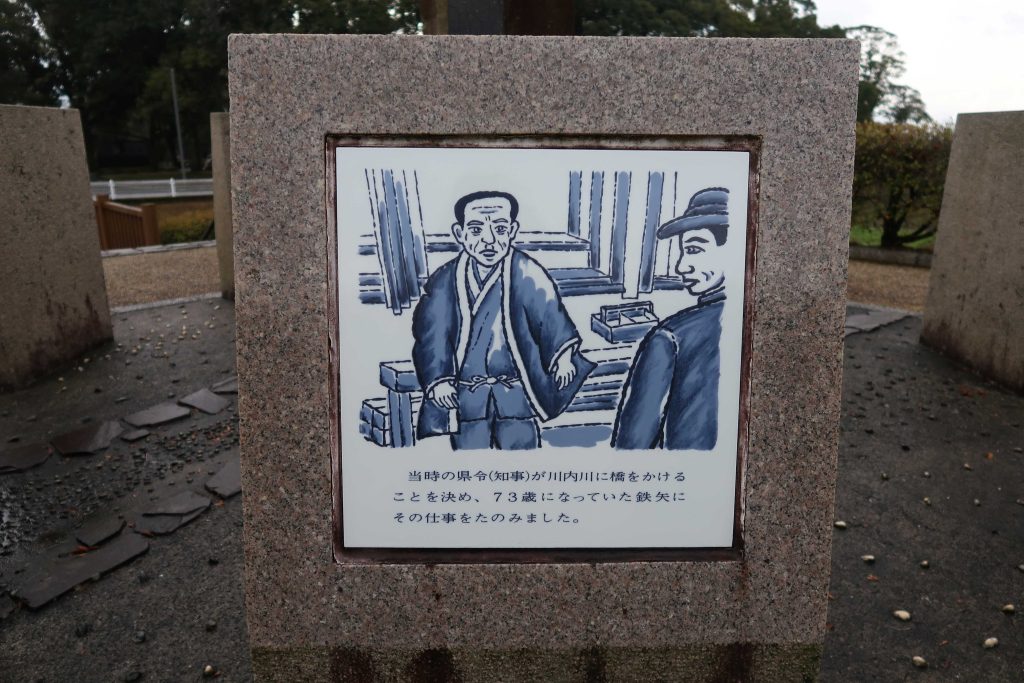 当時の県令(知事)が川内川に橋をかける
ことを決め、73歳になっていた鉄矢に
その仕事をたのみました。